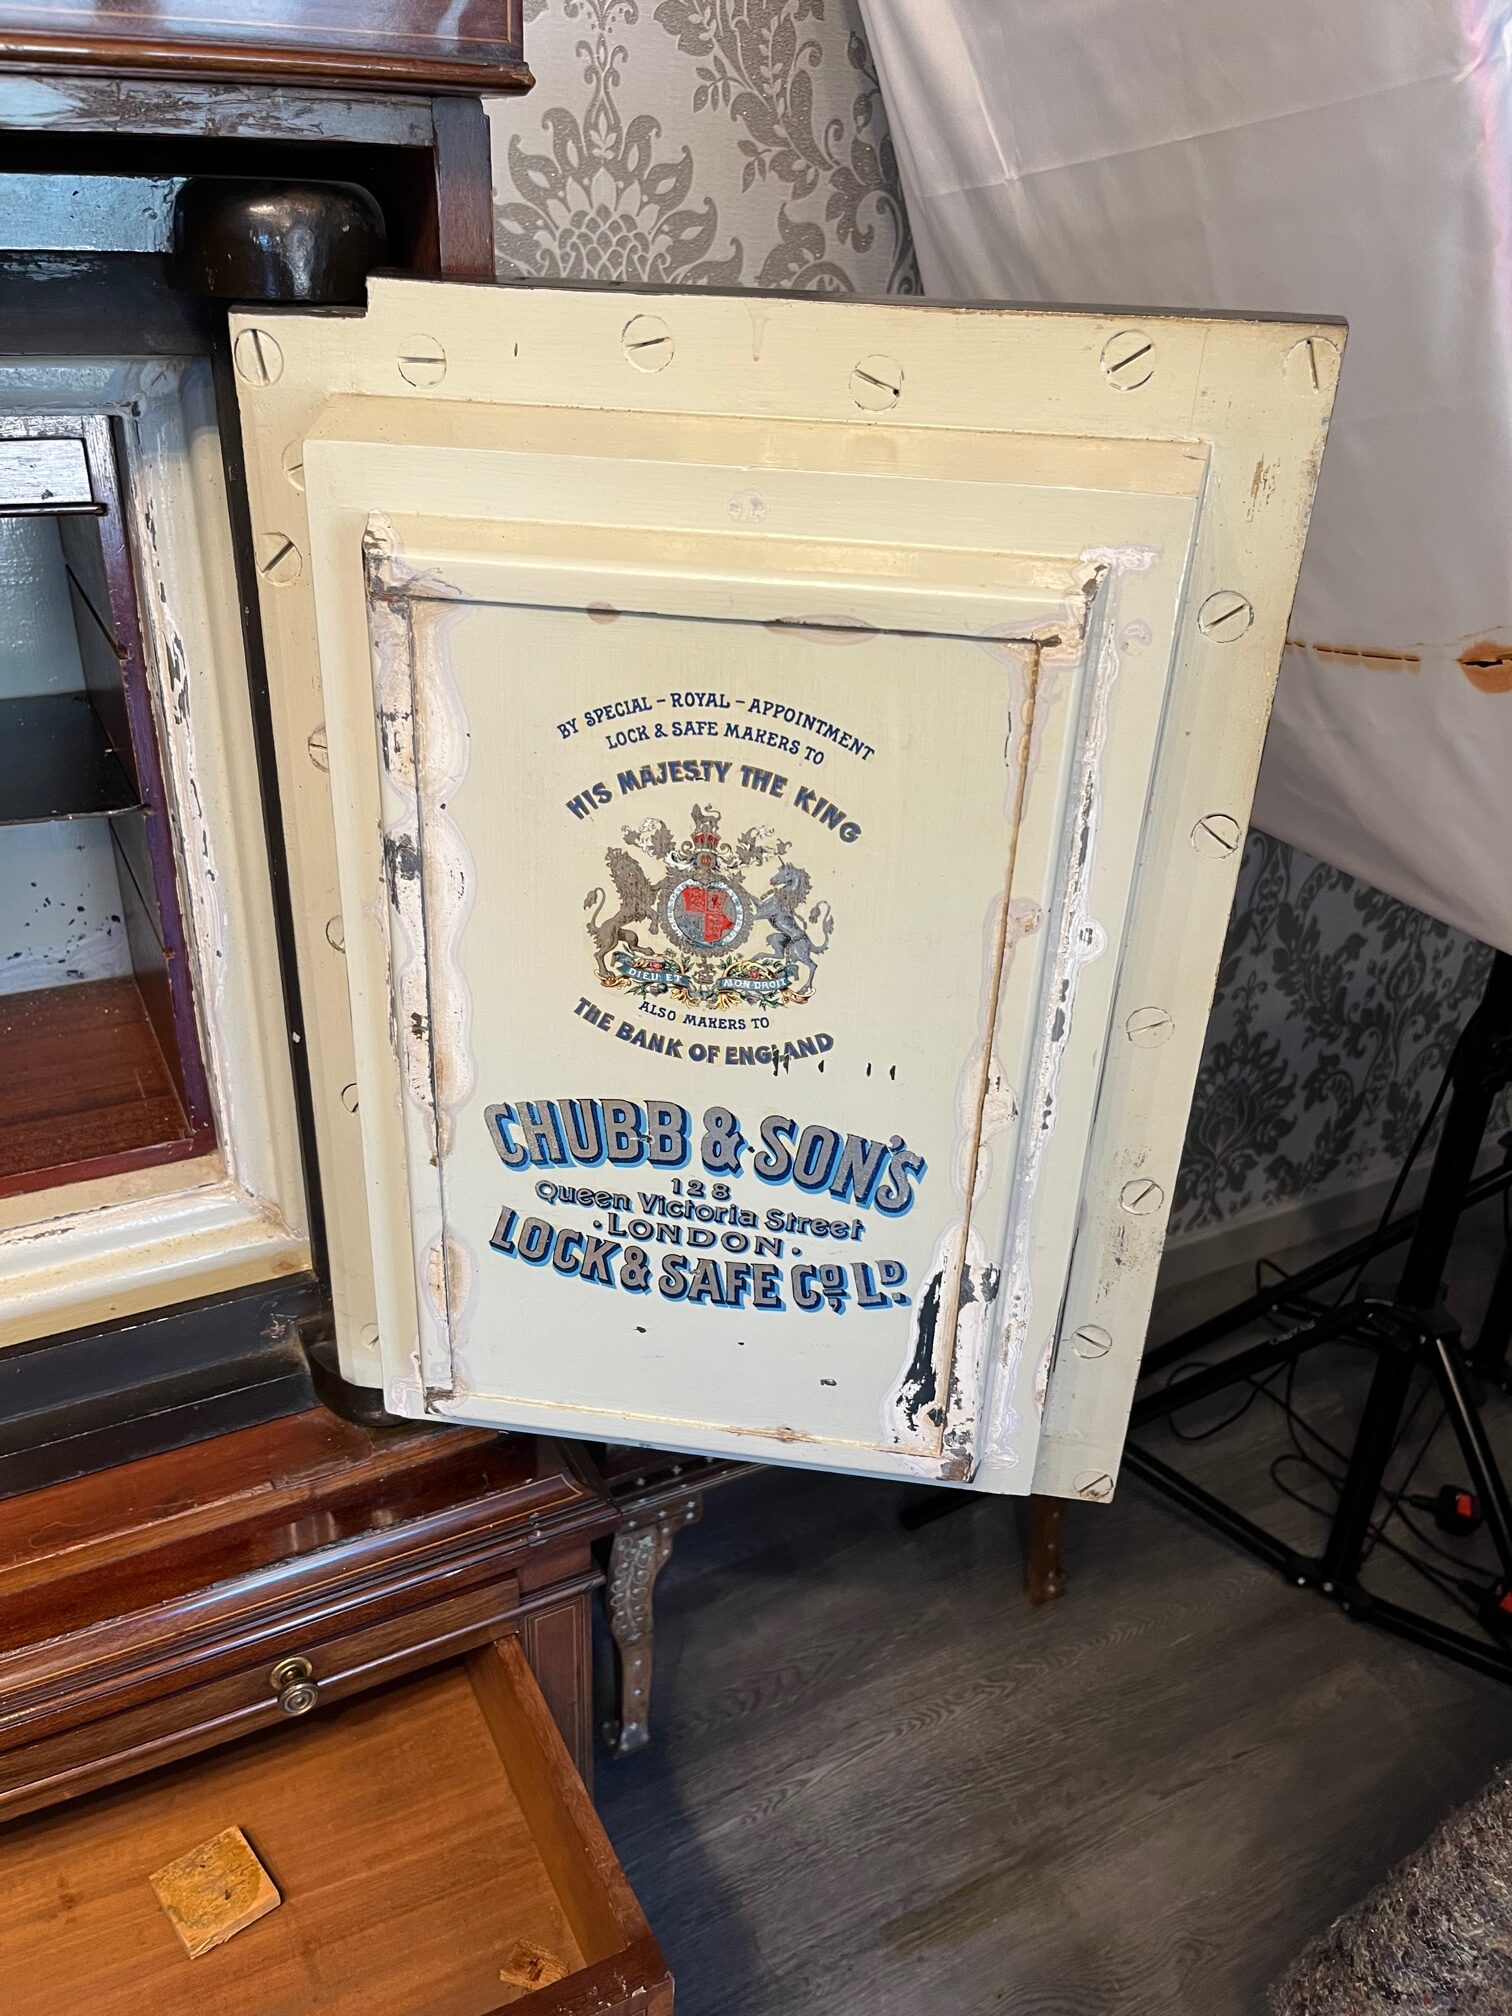 BY SPECIAL - ROYAL - APPOINTMENT
LOCK & SAFE MAKERS TO
HIS MAJESTY THE KING
DIEU ET MON DROIT
ALSO MAKERS TO
THE BANK OF ENGLAND
CHUBB & SON'S
128
Queen Victoria Street
·LONDON·
LOCK & SAFE Co, LD.